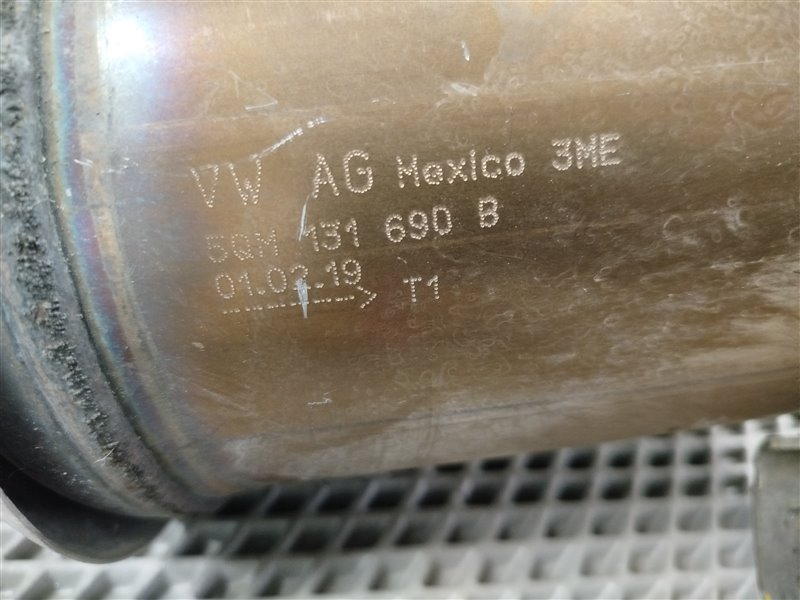 VW AG Mexico 3ME
5QM 131 690 B
01.02.19
T1